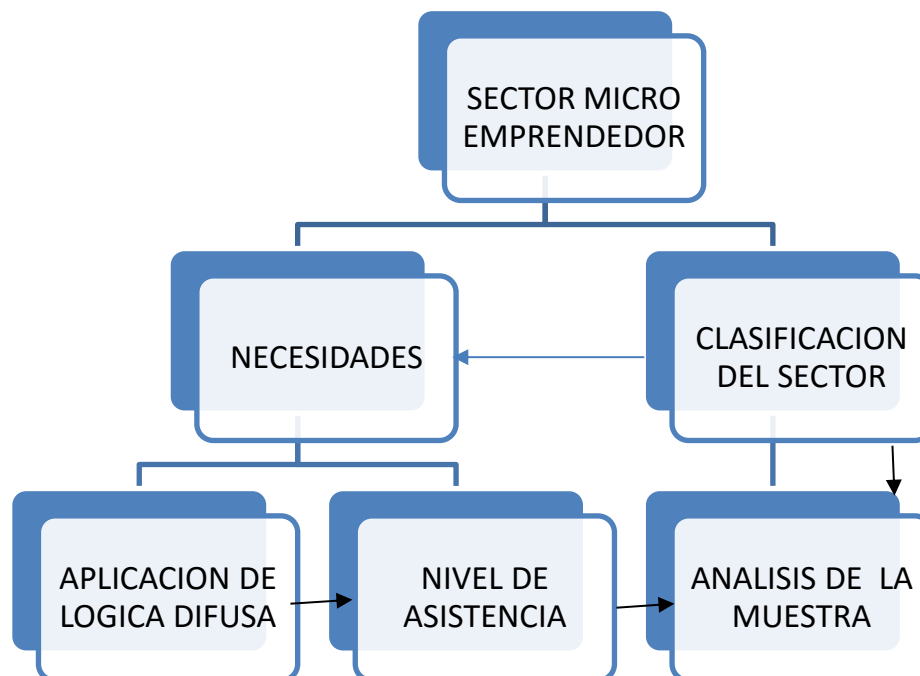 SECTOR MICRO
EMPRENDEDOR
NECESIDADES
CLASIFICACION
DEL SECTOR
APLICACION DE
LOGICA DIFUSA
NIVEL DE
ASISTENCIA
ANALISIS DE LA
MUESTRA